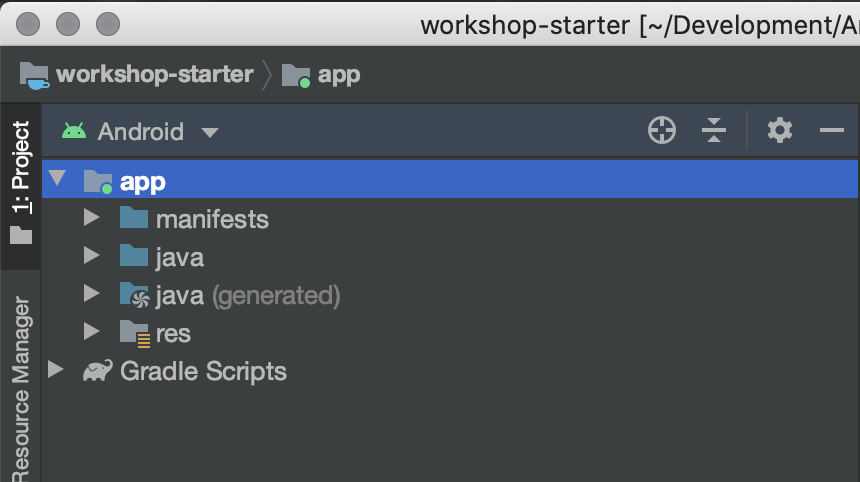 workshop-starter [~/Development/A
workshop-starter
app
1: Project
Resource Manager
Android
app
manifests
java
java (generated)
res
Gradle Scripts